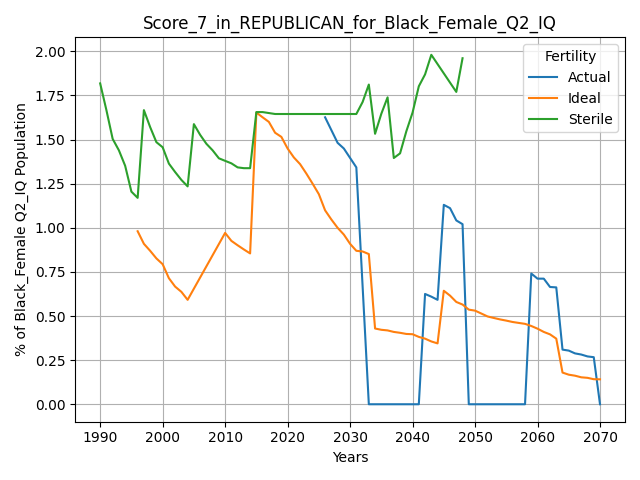 Score_7_in_REPUBLICAN_for_Black_Female_Q2_IQ
Fertility
Actual
Ideal
Sterile
% of Black_Female Q2_IQ Population
2.00
1.75
1.50
1.25
1.00
0.75
0.50
0.25
0.00
1990 2000 2010 2020 2030 2040 2050 2060 2070
Years